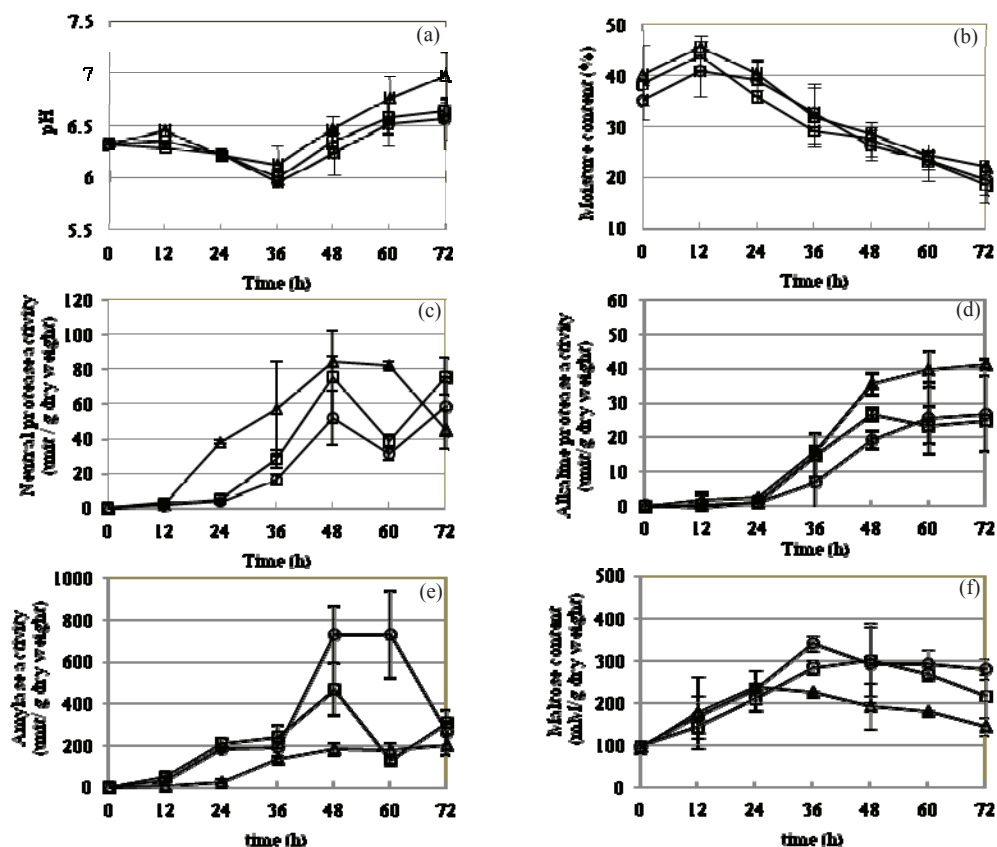 (a)
7.5
7
6.5
6
5.5
pH
0 12 24 36 48 60 72
Time (h)
(b)
50
40
30
20
10
Moisture content (%)
0 12 24 36 48 60 72
Time (h)
(c)
120
100
80
60
40
20
0
Neutral protease activity
(unit / g dry weight)
0 12 24 36 48 60 72
Time (h)
(d)
60
50
40
30
20
10
0
Alkaline protease activity
(unit/g dry weight)
0 12 24 36 48 60 72
Time (h)
(e)
1000
800
600
400
200
0
Amylase activity
(unit/ g dry weight)
0 12 24 36 48 60 72
time (h)
(f)
500
400
300
200
100
0
Maltose content
(mM/g dry weight)
0 12 24 36 48 60 72
time (h)